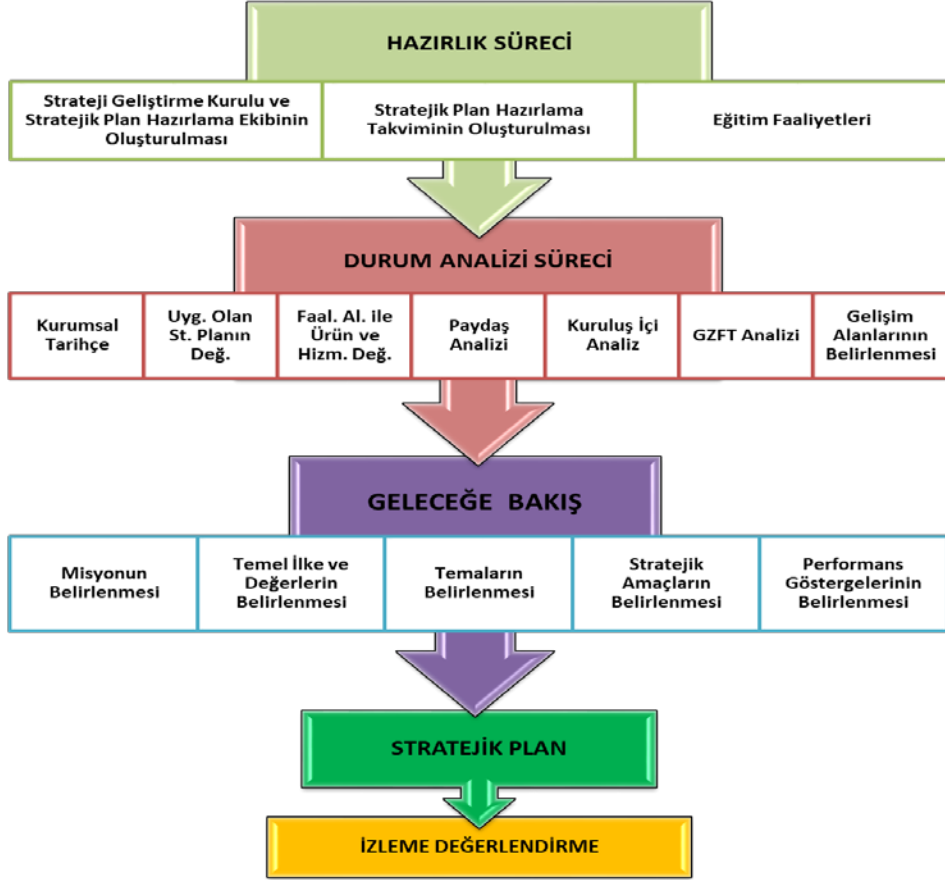 HAZIRLIK SÜRECİ
Strateji Geliştirme Kurulu ve
Stratejik Plan Hazırlama Ekibinin
Oluşturulması
Stratejik Plan Hazırlama
Takviminin Oluşturulması
Eğitim Faaliyetleri
DURUM ANALİZİ SÜRECİ
Kurumsal
Tarihçe
Uyg. Olan
St. Planın
Değ.
Faal. Al. ile
Ürün ve
Hizm. Değ.
Paydaş
Analizi
Kuruluş İçi
Analiz
GZFT Analizi
Gelişim
Alanlarının
Belirlenmesi
GELECEĞE BAKIŞ
Misyonun
Belirlenmesi
Temel İlke ve
Değerlerin
Belirlenmesi
Temaların
Belirlenmesi
Stratejik
Amaçların
Belirlenmesi
Performans
Göstergelerinin
Belirlenmesi
STRATEJİK PLAN
İZLEME DEĞERLENDİRME